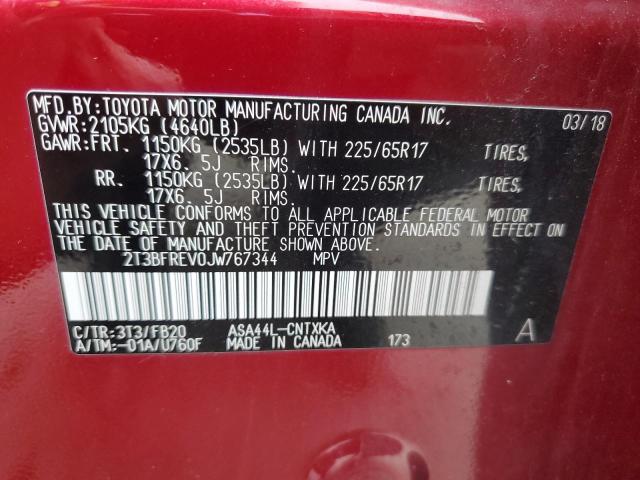 MFD.BY:TOYOTA MOTOR MANUFACTURING CANADA INC. 03/18
GVWR:2105KG (4640LB)
GAWR:FRT. 1150KG (2535LB) WITH 225/65R17 TIRES,
17X6. 5J RIMS.
RR. 1150KG (2535LB) WITH 225/65R17 TIRES,
17X6. 5J RIMS.
THIS VEHICLE CONFORMS TO ALL APPLICABLE FEDERAL MOTOR
VEHICLE SAFETY AND THEFT PREVENTION STANDARDS IN EFFECT ON
THE DATE OF MANUFACTURE SHOWN ABOVE.
2T3BFREV0JW767344 MPV
C/TR:3T3/FB20 ASA44L-CNTXKA A
A/TM:-01A/U760F MADE IN CANADA 173